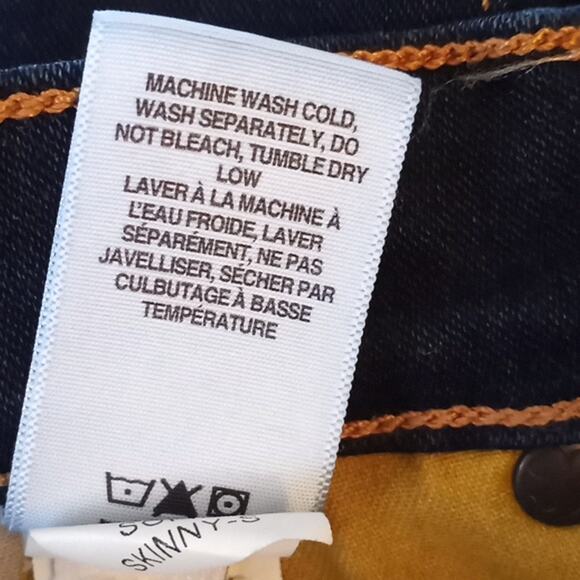 MACHINE WASH COLD,
WASH SEPARATELY, DO
NOT BLEACH, TUMBLE DRY
LOW
LAVER À LA MACHINE À
L'EAU FROIDE, LAVER
SÉPARÉMENT, NE PAS
JAVELLISER, SÉCHER PAR
CULBUTAGE À BASSE
TEMPÉRATURE
SKINNY-S